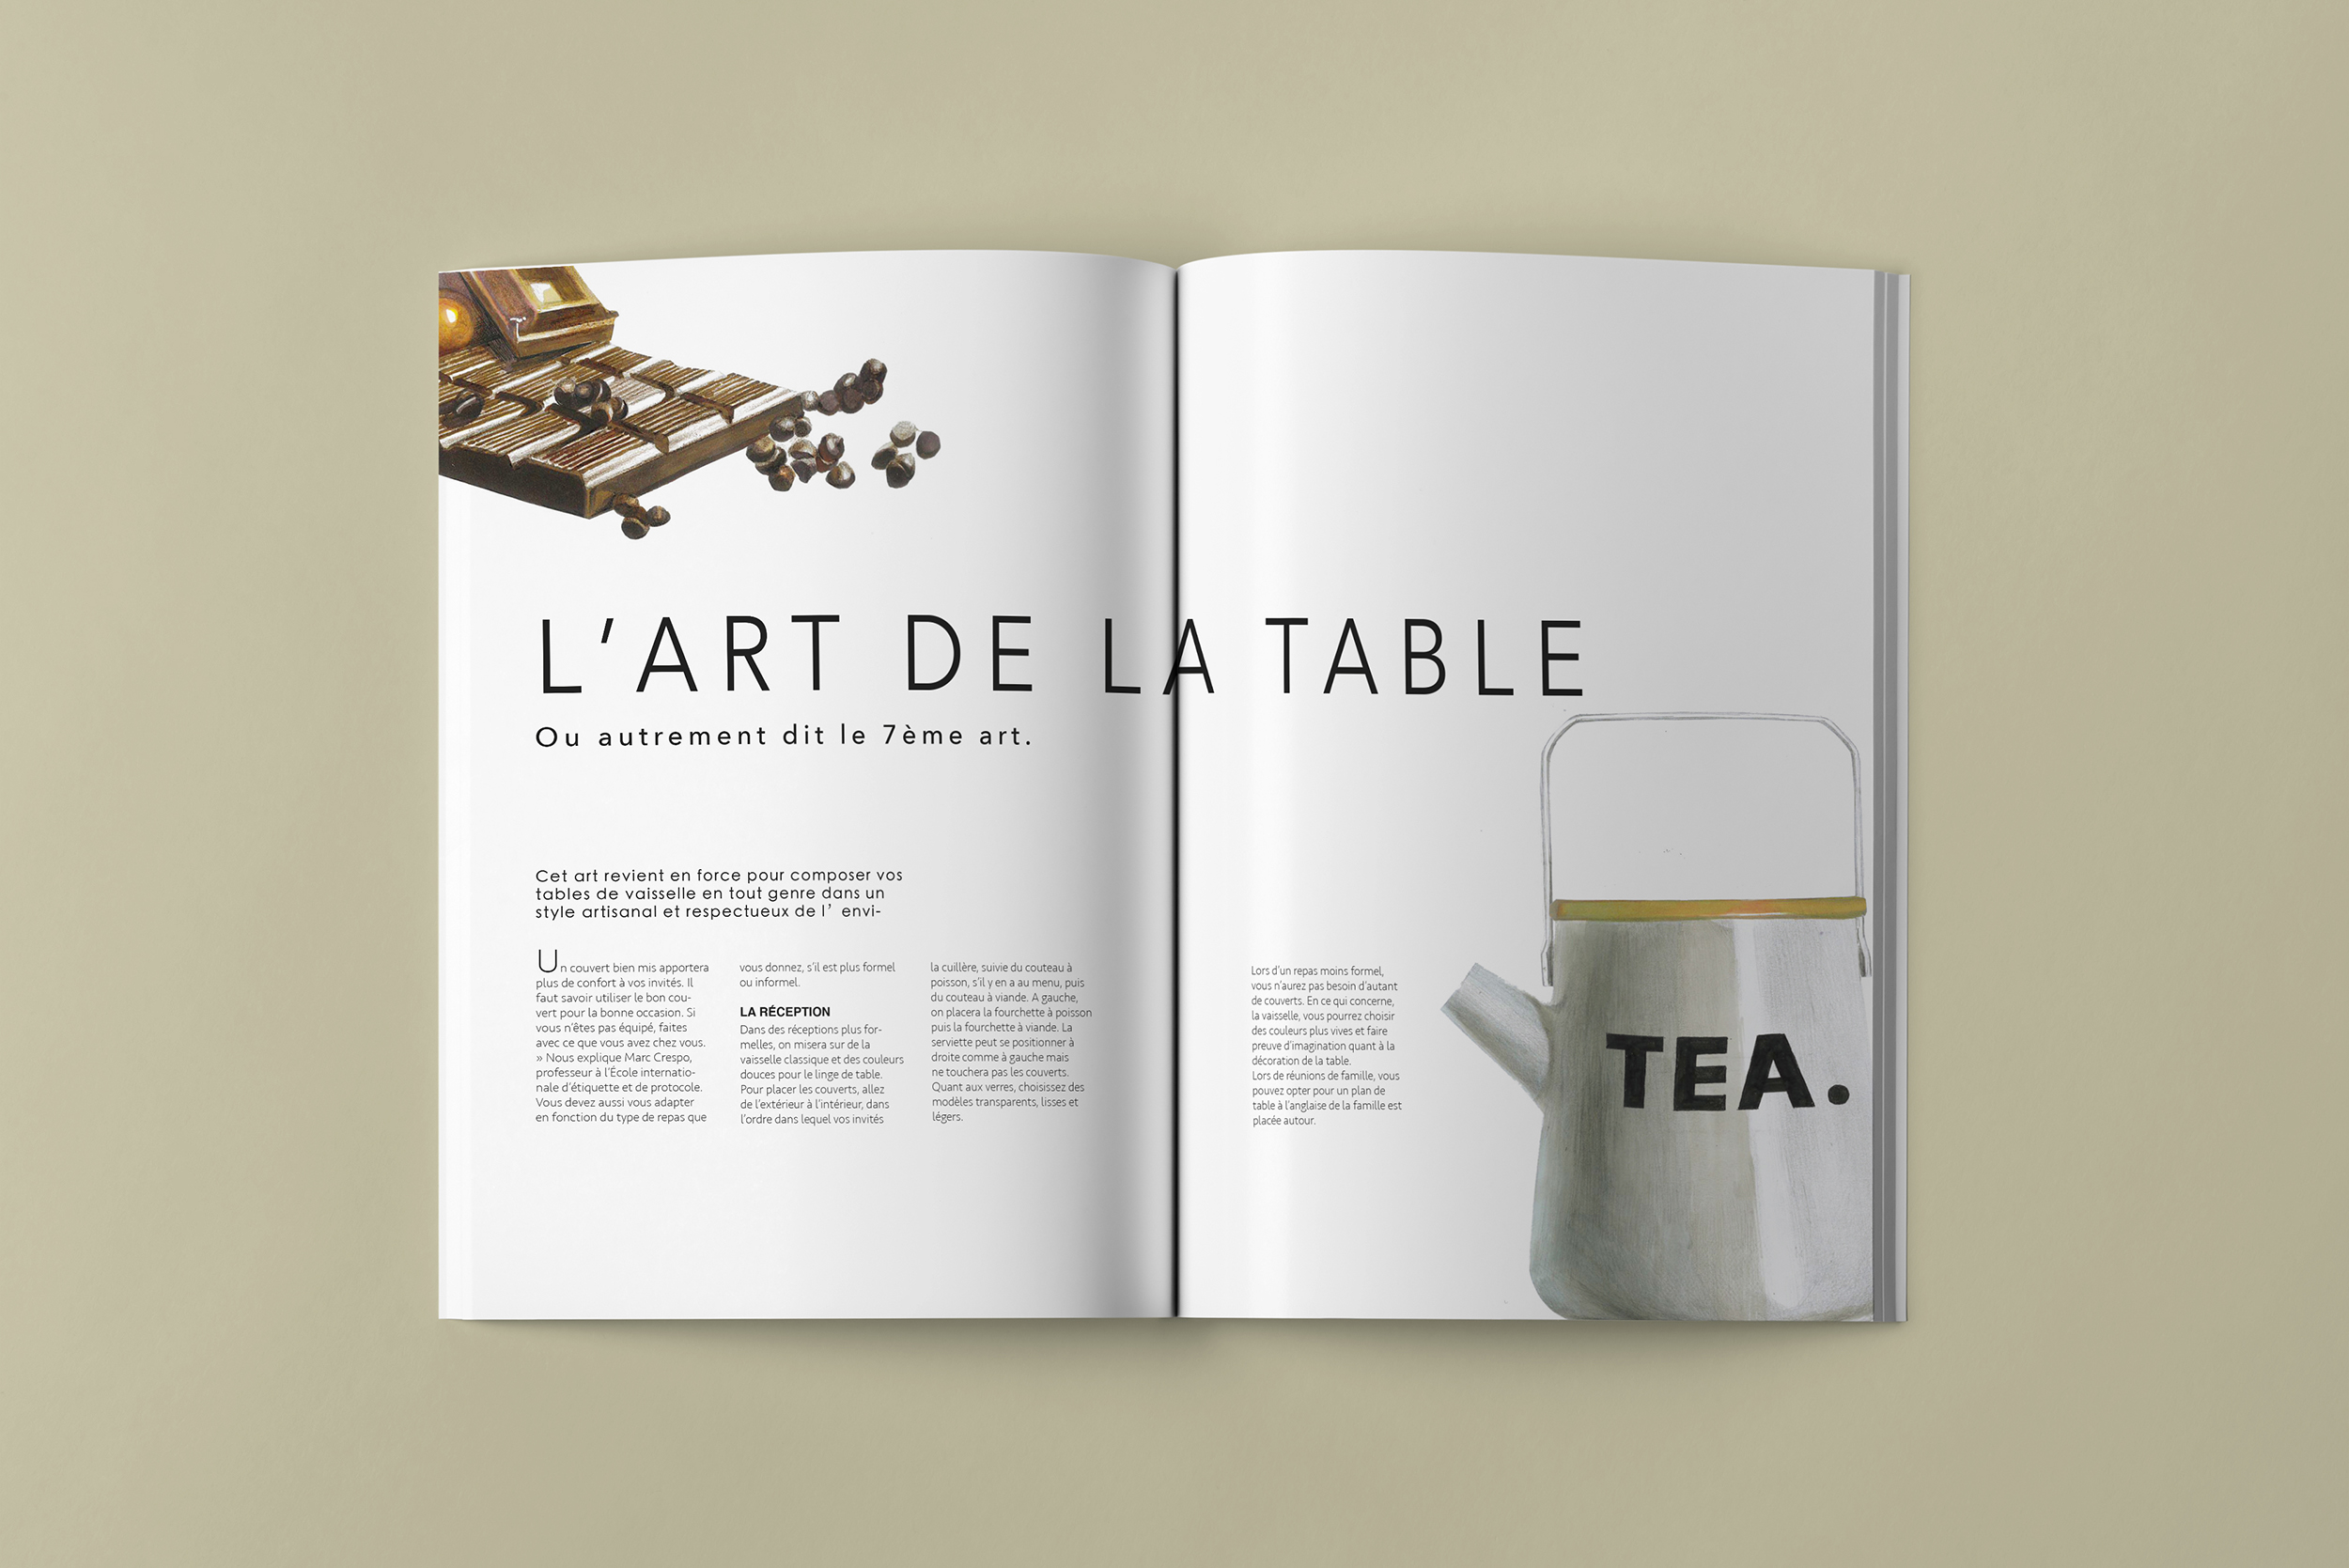 L'ART DE LA TABLE
Ou autrement dit le 7ème art.
Cet art revient en force pour composer vos
tables de vaisselle en tout genre dans un
style artisanal et respectueux de l' envi-
Un couvert bien mis apportera
plus de confort à vos invités. Il
faut savoir utiliser le bon cou-
vert pour la bonne occasion. Si
vous n'êtes pas équipé, faites
avec ce que vous avez chez vous.
» Nous explique Marc Crespo,
professeur à l'École internatio-
nale d'étiquette et de protocole.
Vous devez aussi vous adapter
en fonction du type de repas que
vous donnez, s'il est plus formel
ou informel.
LA RÉCEPTION
Dans des réceptions plus for-
melles, on misera sur de la
vaisselle classique et des couleurs
douces pour le linge de table.
Pour placer les couverts, allez
de l'extérieur à l'intérieur, dans
l'ordre dans lequel vos invités
la cuillère, suivie du couteau à
poisson, s'il y en a au menu, puis
du couteau à viande. A gauche,
on placera la fourchette à poisson
puis la fourchette à viande. La
serviette peut se positionner à
droite comme à gauche mais
ne touchera pas les couverts.
Quant aux verres, choisissez des
modèles transparents, lisses et
légers.
Lors d'un repas moins formel,
vous n'aurez pas besoin d'autant
de couverts. En ce qui concerne,
la vaisselle, vous pourrez choisir
des couleurs plus vives et faire
preuve d'imagination quant à la
décoration de la table.
Lors de réunions de famille, vous
pouvez opter pour un plan de
table à l'anglaise de la famille est
placée autour.
TEA.